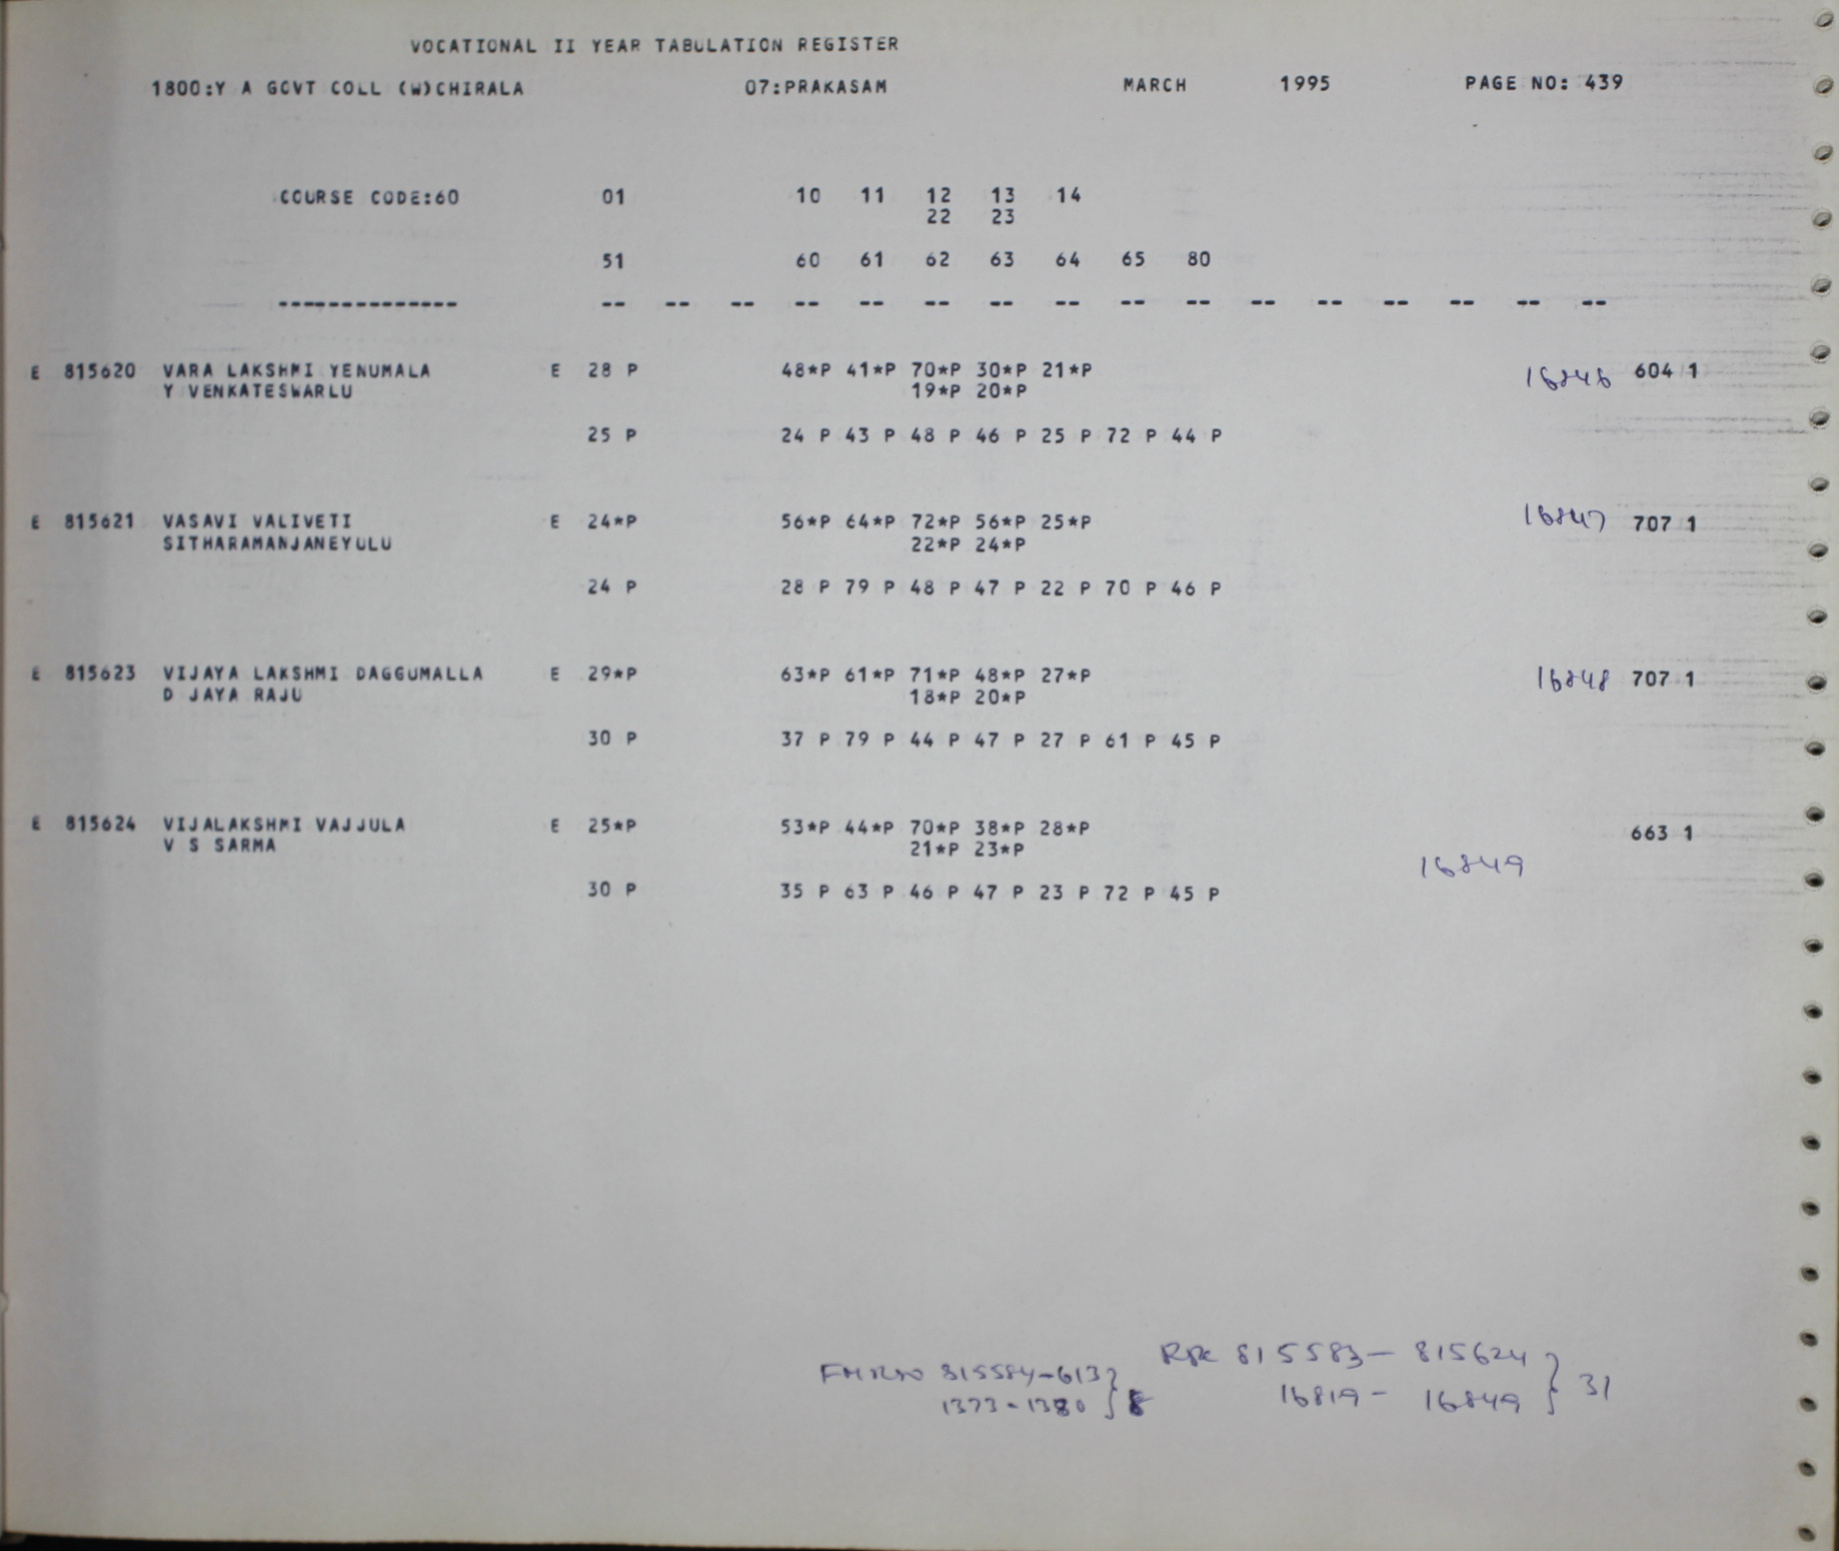 VOCATIONAL II YEAR TABULATION REGISTER
1800:Y A GOVT COLL (W)CHIRALA 07:PRAKASAM MARCH 1995 PAGE NO: 439
COURSE CODE:60 01 10 11 12 13 14
22 23
51 60 61 62 63 64 65 80
-------------- -- -- -- -- -- -- -- -- -- -- -- -- -- -- -- --
E 815620 VARA LAKSHMI YENUMALA E 28 P 48*P 41*P 70*P 30*P 21*P 16846 604 1
Y VENKATESWARLU 19*P 20*P
25 P 24 P 43 P 48 P 46 P 25 P 72 P 44 P
E 815621 VASAVI VALIVETI E 24*P 56*P 64*P 72*P 56*P 25*P 16847 707 1
SITHARAMANJANEYULU 22*P 24*P
24 P 28 P 79 P 48 P 47 P 22 P 70 P 46 P
E 815623 VIJAYA LAKSHMI DAGGUMALLA E 29*P 63*P 61*P 71*P 48*P 27*P 16848 707 1
D JAYA RAJU 18*P 20*P
30 P 37 P 79 P 44 P 47 P 27 P 61 P 45 P
E 815624 VIJALAKSHMI VAJJULA E 25*P 53*P 44*P 70*P 38*P 28*P 663 1
V S SARMA 21*P 23*P
16849
30 P 35 P 63 P 46 P 47 P 23 P 72 P 45 P
815584-613 } 8
1373-1380
815583 - 815624 } 31
16819 - 16849